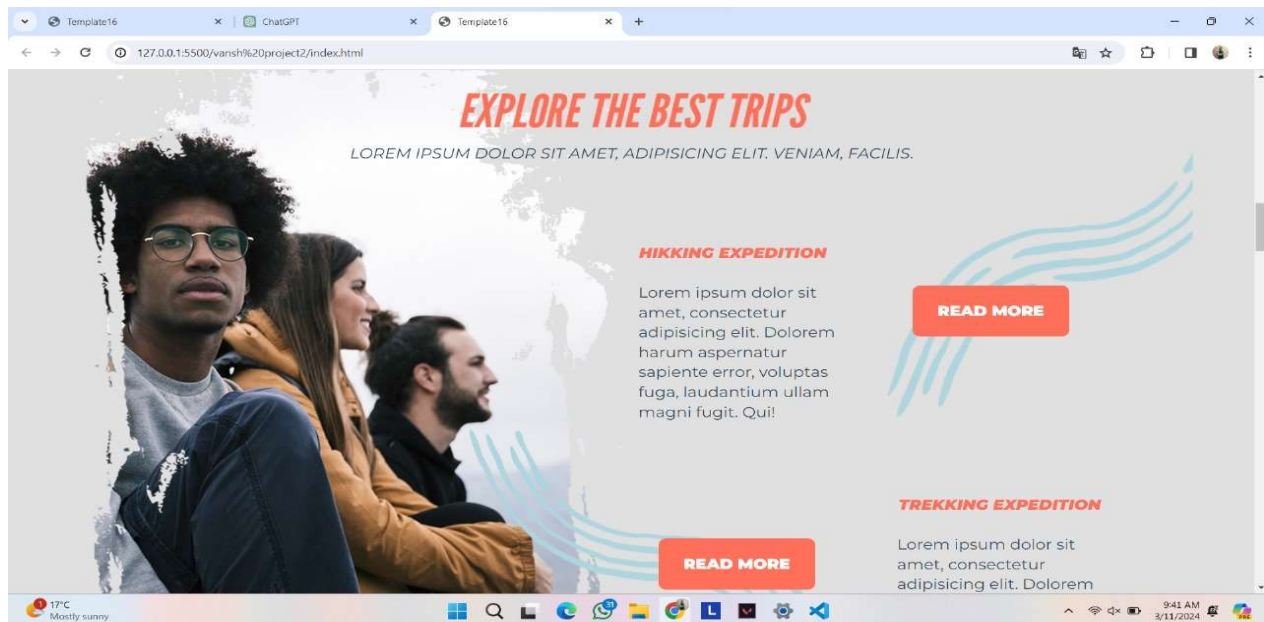 Template16
ChatGPT
Template16
127.0.0.1:5500/vansh%20project2/index.html
EXPLORE THE BEST TRIPS
LOREM IPSUM DOLOR SIT AMET, ADIPISICING ELIT. VENIAM, FACILIS.
HIKKING EXPEDITION
Lorem ipsum dolor sit
amet, consectetur
adipisicing elit. Dolorem
harum aspernatur
sapiente error, voluptas
fuga, laudantium ullam
magni fugit. Qui!
READ MORE
TREKKING EXPEDITION
Lorem ipsum dolor sit
amet, consectetur
adipisicing elit. Dolorem
READ MORE
1
17°C
Mostly sunny
31
L
9:41 AM
3/11/2024
PRE